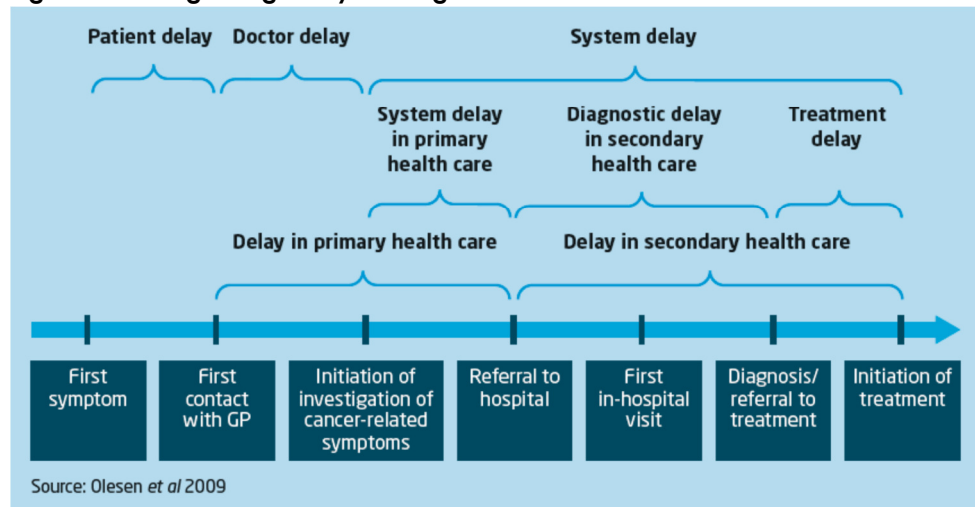 Patient delay
Doctor delay
System delay
System delay
in primary
health care
Diagnostic delay
in secondary
health care
Treatment
delay
Delay in primary health care
Delay in secondary health care
First
symptom
First
contact
with GP
Initiation of
investigation of
cancer-related
symptoms
Referral to
hospital
First
in-hospital
visit
Diagnosis/
referral to
treatment
Initiation of
treatment
Source: Olesen et al 2009